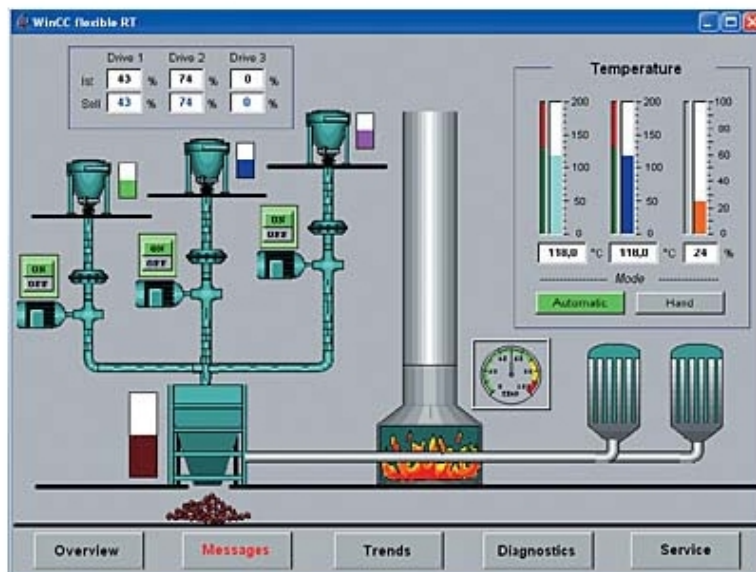 WinCC flexible RT
Drive 1 Drive 2 Drive 3
Ist 43 % 74 % 0 %
Soll 43 % 74 % 0 %
Temperature
200 200 100
150 150 80
100 100 60
50 50 40
0 0 20
0
118,0 °C 118,0 °C 24 %
Mode
Automatic Hand
ON
OFF
ON
OFF
ON
OFF
Overview Messages Trends Diagnostics Service